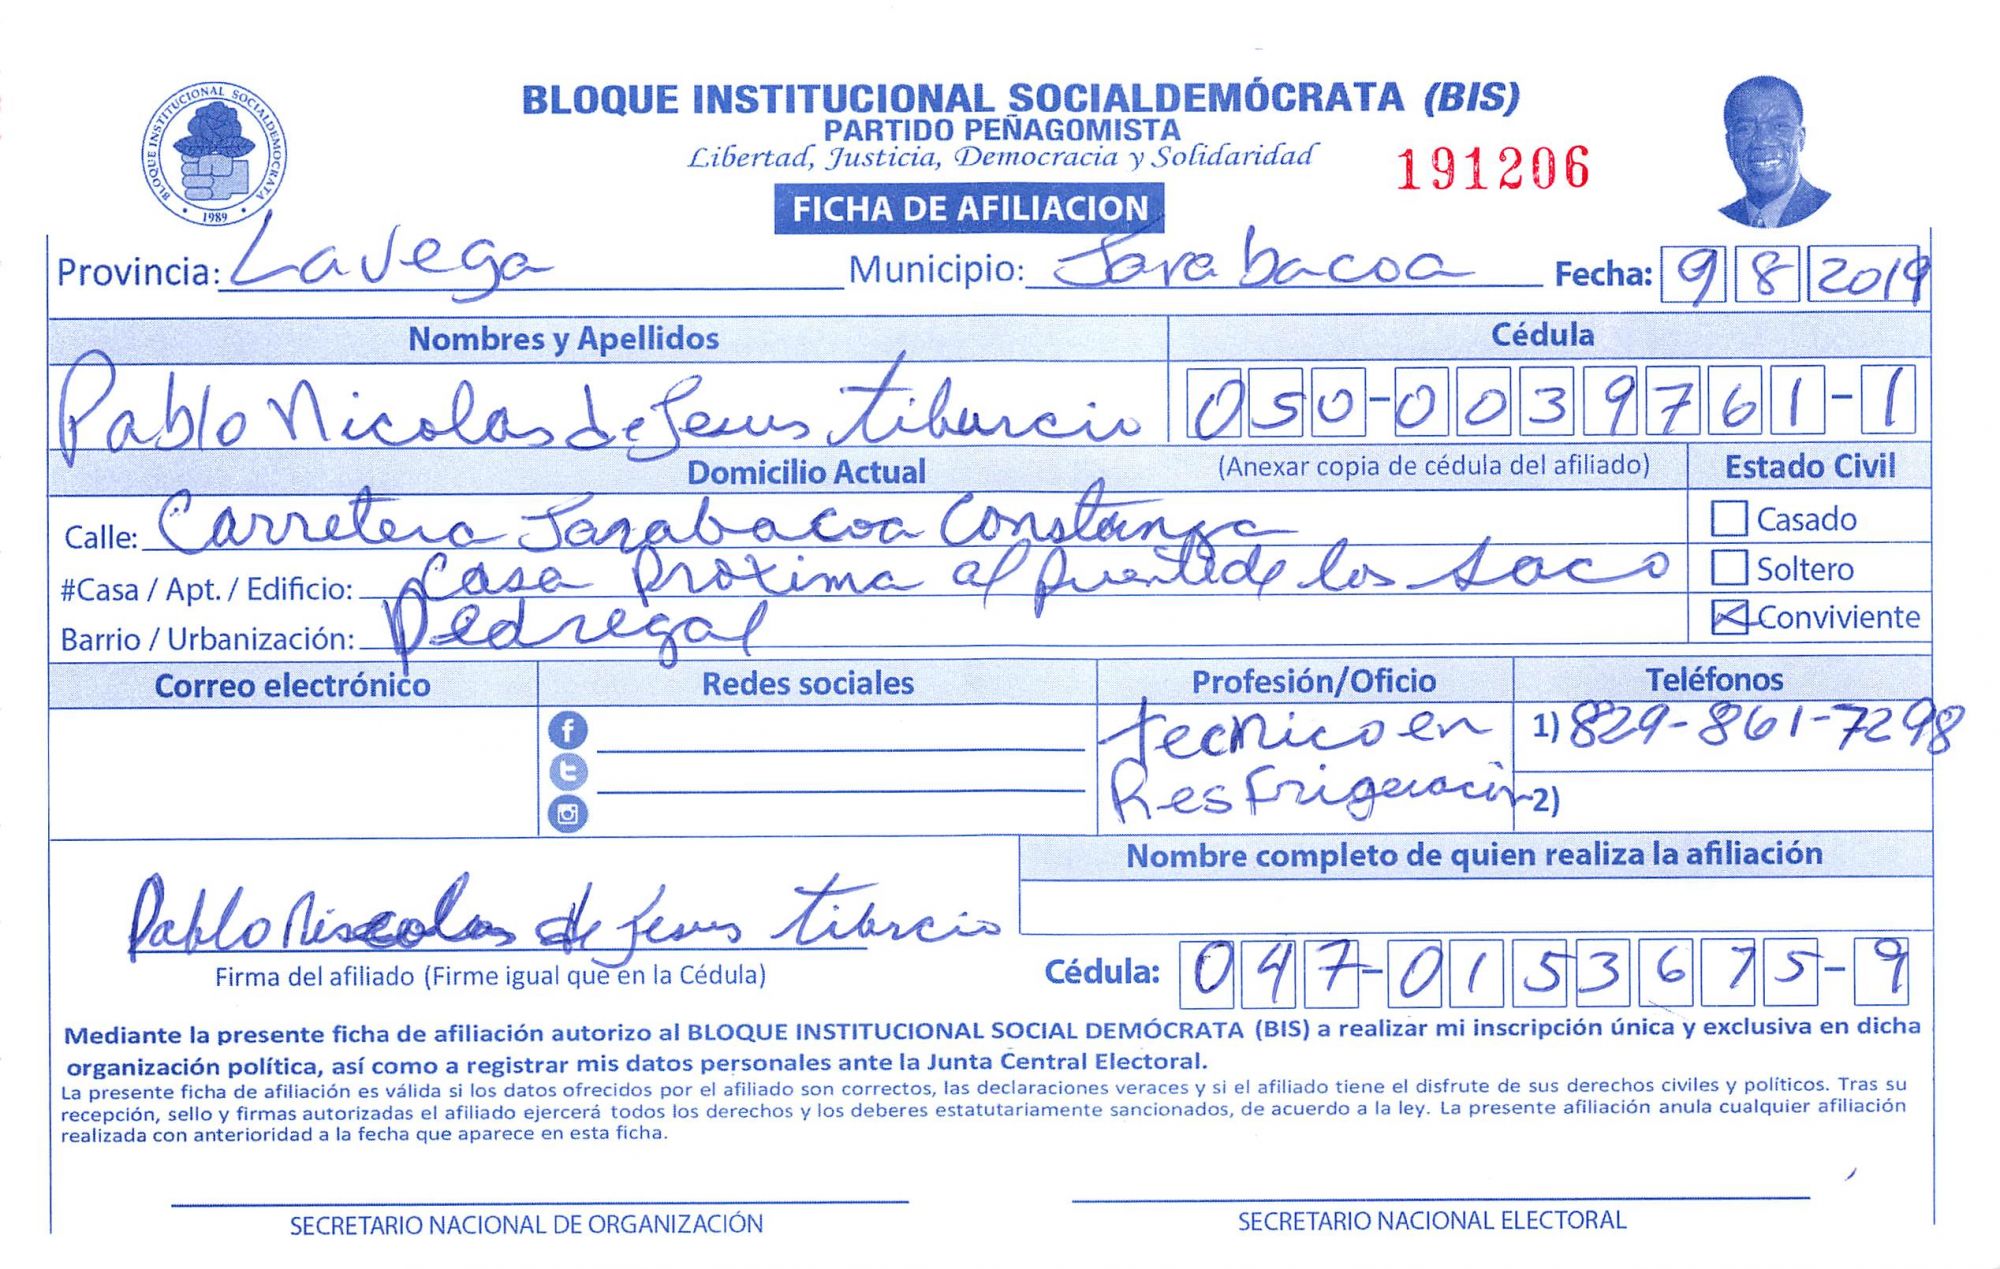 BLOQUE INSTITUCIONAL SOCIALDEMOCRATA
1989
BLOQUE INSTITUCIONAL SOCIALDEMÓCRATA (BIS)
PARTIDO PEÑAGOMISTA
Libertad, Justicia, Democracia y Solidaridad
191206
FICHA DE AFILIACION
Provincia: La Vega Municipio: Jarabacoa Fecha: 9 8 2019
Nombres y Apellidos Cédula
Pablo Nicolas de Jesus tiburcio 050-0039761-1
Domicilio Actual (Anexar copia de cédula del afiliado) Estado Civil
Calle: Carretera Jarabacoa Constanza Casado
#Casa / Apt. / Edificio: Casa Proxima al puente de los saco Soltero
Barrio / Urbanización: Pedregal Conviviente
Correo electrónico Redes sociales Profesión/Oficio Teléfonos
tecnico en 1) 829-861-7298
Resfrigeración 2)
Nombre completo de quien realiza la afiliación
Pablo Niscolas de Jesus tiburcio
Firma del afiliado (Firme igual que en la Cédula) Cédula: 047-0153675-9
Mediante la presente ficha de afiliación autorizo al BLOQUE INSTITUCIONAL SOCIAL DEMÓCRATA (BIS) a realizar mi inscripción única y exclusiva en dicha
organización política, así como a registrar mis datos personales ante la Junta Central Electoral.
La presente ficha de afiliación es válida si los datos ofrecidos por el afiliado son correctos, las declaraciones veraces y si el afiliado tiene el disfrute de sus derechos civiles y políticos. Tras su
recepción, sello y firmas autorizadas el afiliado ejercerá todos los derechos y los deberes estatutariamente sancionados, de acuerdo a la ley. La presente afiliación anula cualquier afiliación
realizada con anterioridad a la fecha que aparece en esta ficha.
SECRETARIO NACIONAL DE ORGANIZACIÓN SECRETARIO NACIONAL ELECTORAL